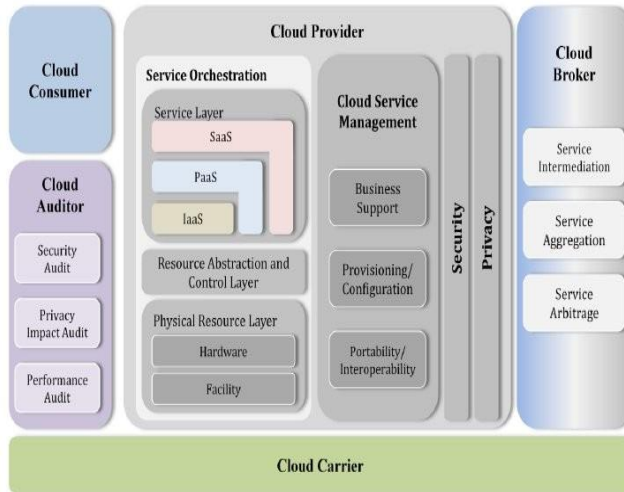 Cloud
Consumer
Cloud
Auditor
Security
Audit
Privacy
Impact Audit
Performance
Audit
Cloud Provider
Service Orchestration
Service Layer
SaaS
PaaS
IaaS
Resource Abstraction and
Control Layer
Physical Resource Layer
Hardware
Facility
Cloud Service
Management
Business
Support
Provisioning/
Configuration
Portability/
Interoperability
Security
Privacy
Cloud
Broker
Service
Intermediation
Service
Aggregation
Service
Arbitrage
Cloud Carrier